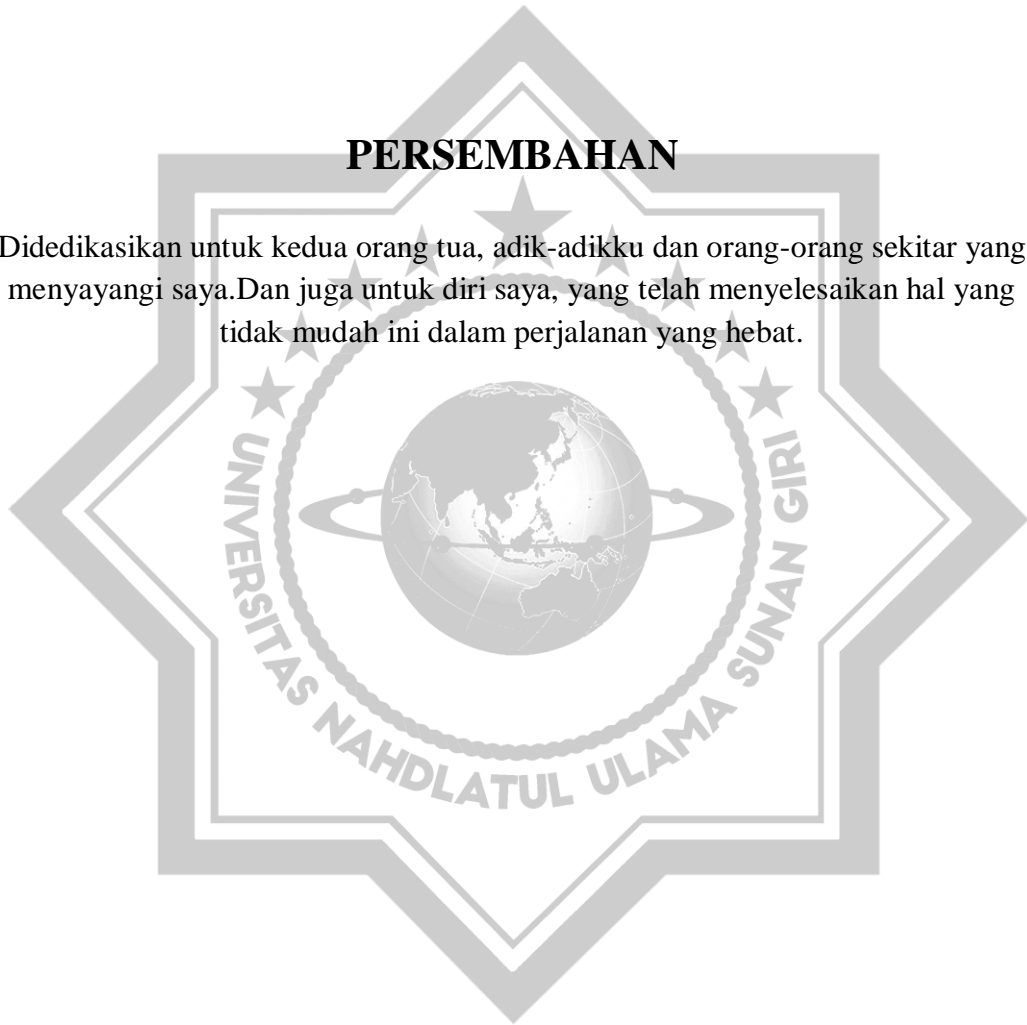 PERSEMBAHAN
Didedikasikan untuk kedua orang tua, adik-adikku dan orang-orang sekitar yang
menyayangi saya.Dan juga untuk diri saya, yang telah menyelesaikan hal yang
tidak mudah ini dalam perjalanan yang hebat.
UNIVERSITAS NAHDLATUL ULAMA SUNAN GIRI